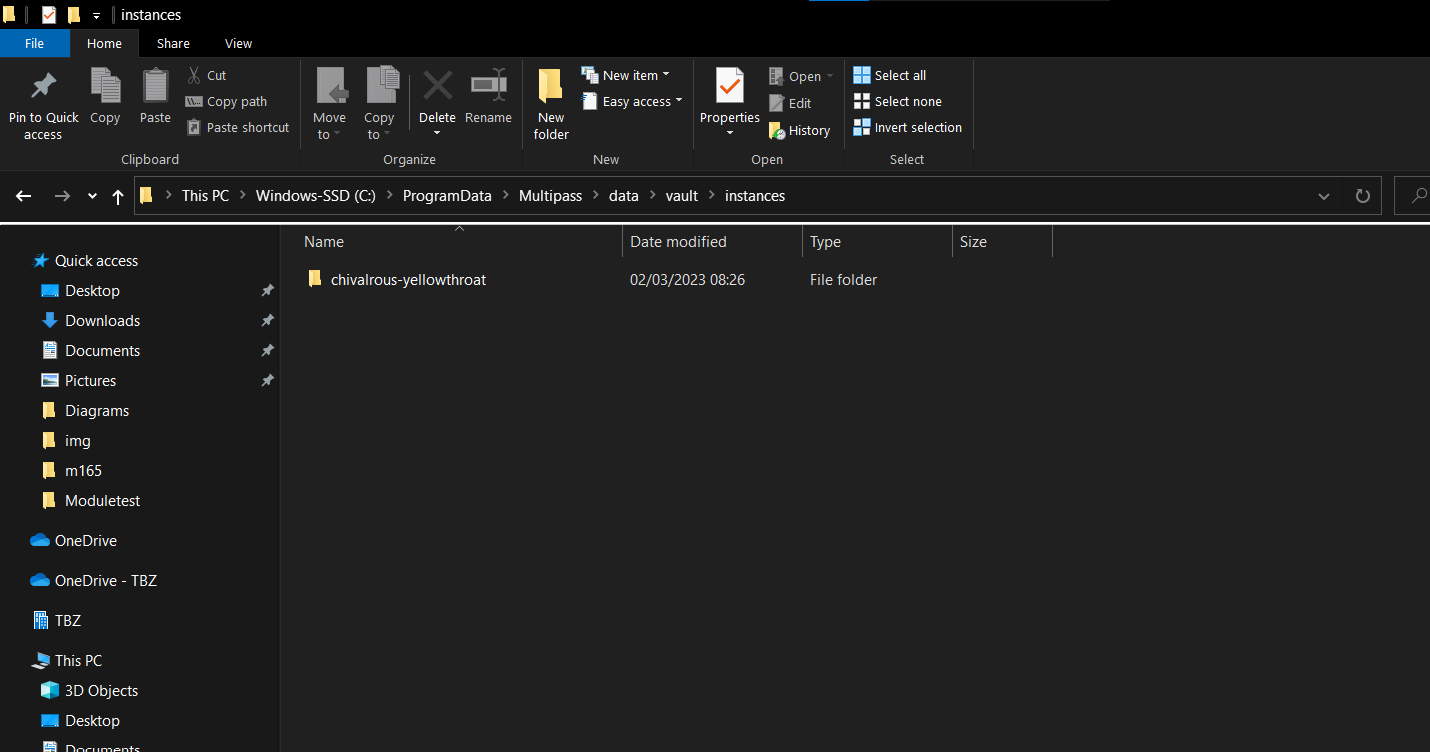 instances
File Home Share View
Pin to Quick access
Copy
Paste
Cut
Copy path
Paste shortcut
Clipboard
Move to
Copy to
Delete
Rename
Organize
New folder
New item
Easy access
New
Properties
Open
Edit
History
Open
Select all
Select none
Invert selection
Select
This PC > Windows-SSD (C:) > ProgramData > Multipass > data > vault > instances
Name Date modified Type Size
chivalrous-yellowthroat 02/03/2023 08:26 File folder
Quick access
Desktop
Downloads
Documents
Pictures
Diagrams
img
m165
Moduletest
OneDrive
OneDrive - TBZ
TBZ
This PC
3D Objects
Desktop
Documents